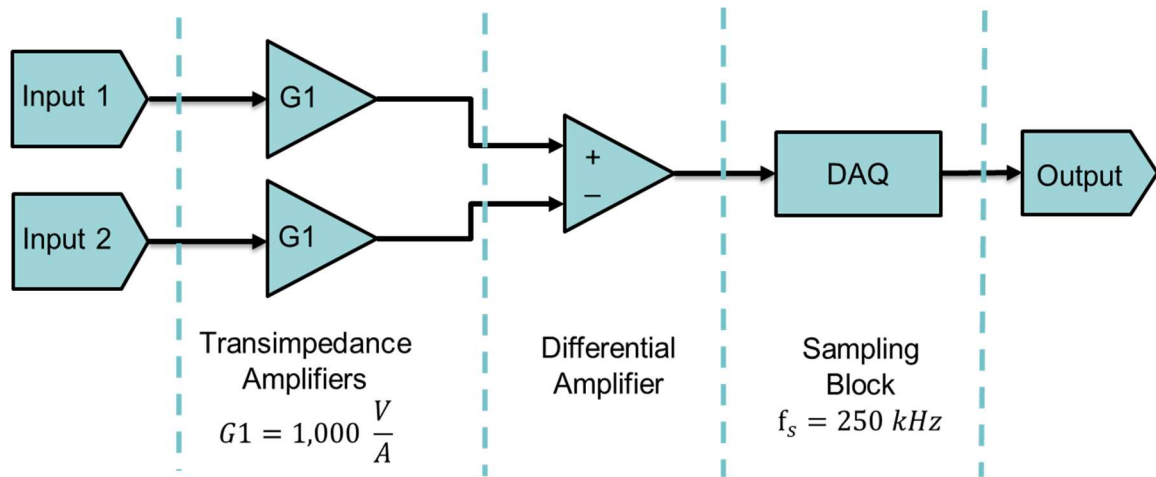 Input 1
G1
+
−
DAQ
Output
Input 2
G1
Transimpedance
Amplifiers
G1 = 1,000 V/A
Differential
Amplifier
Sampling
Block
f_s = 250 kHz